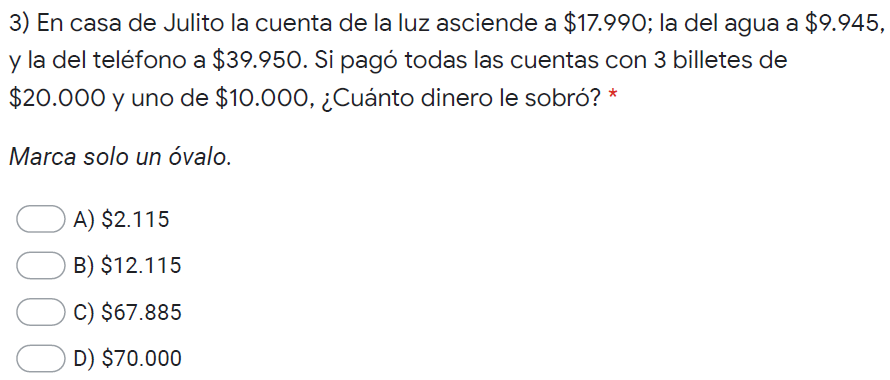 3) En casa de Julito la cuenta de la luz asciende a $17.990; la del agua a $9.945,
y la del teléfono a $39.950. Si pagó todas las cuentas con 3 billetes de
$20.000 y uno de $10.000, ¿Cuánto dinero le sobró? *
Marca solo un óvalo.
A) $2.115
B) $12.115
C) $67.885
D) $70.000